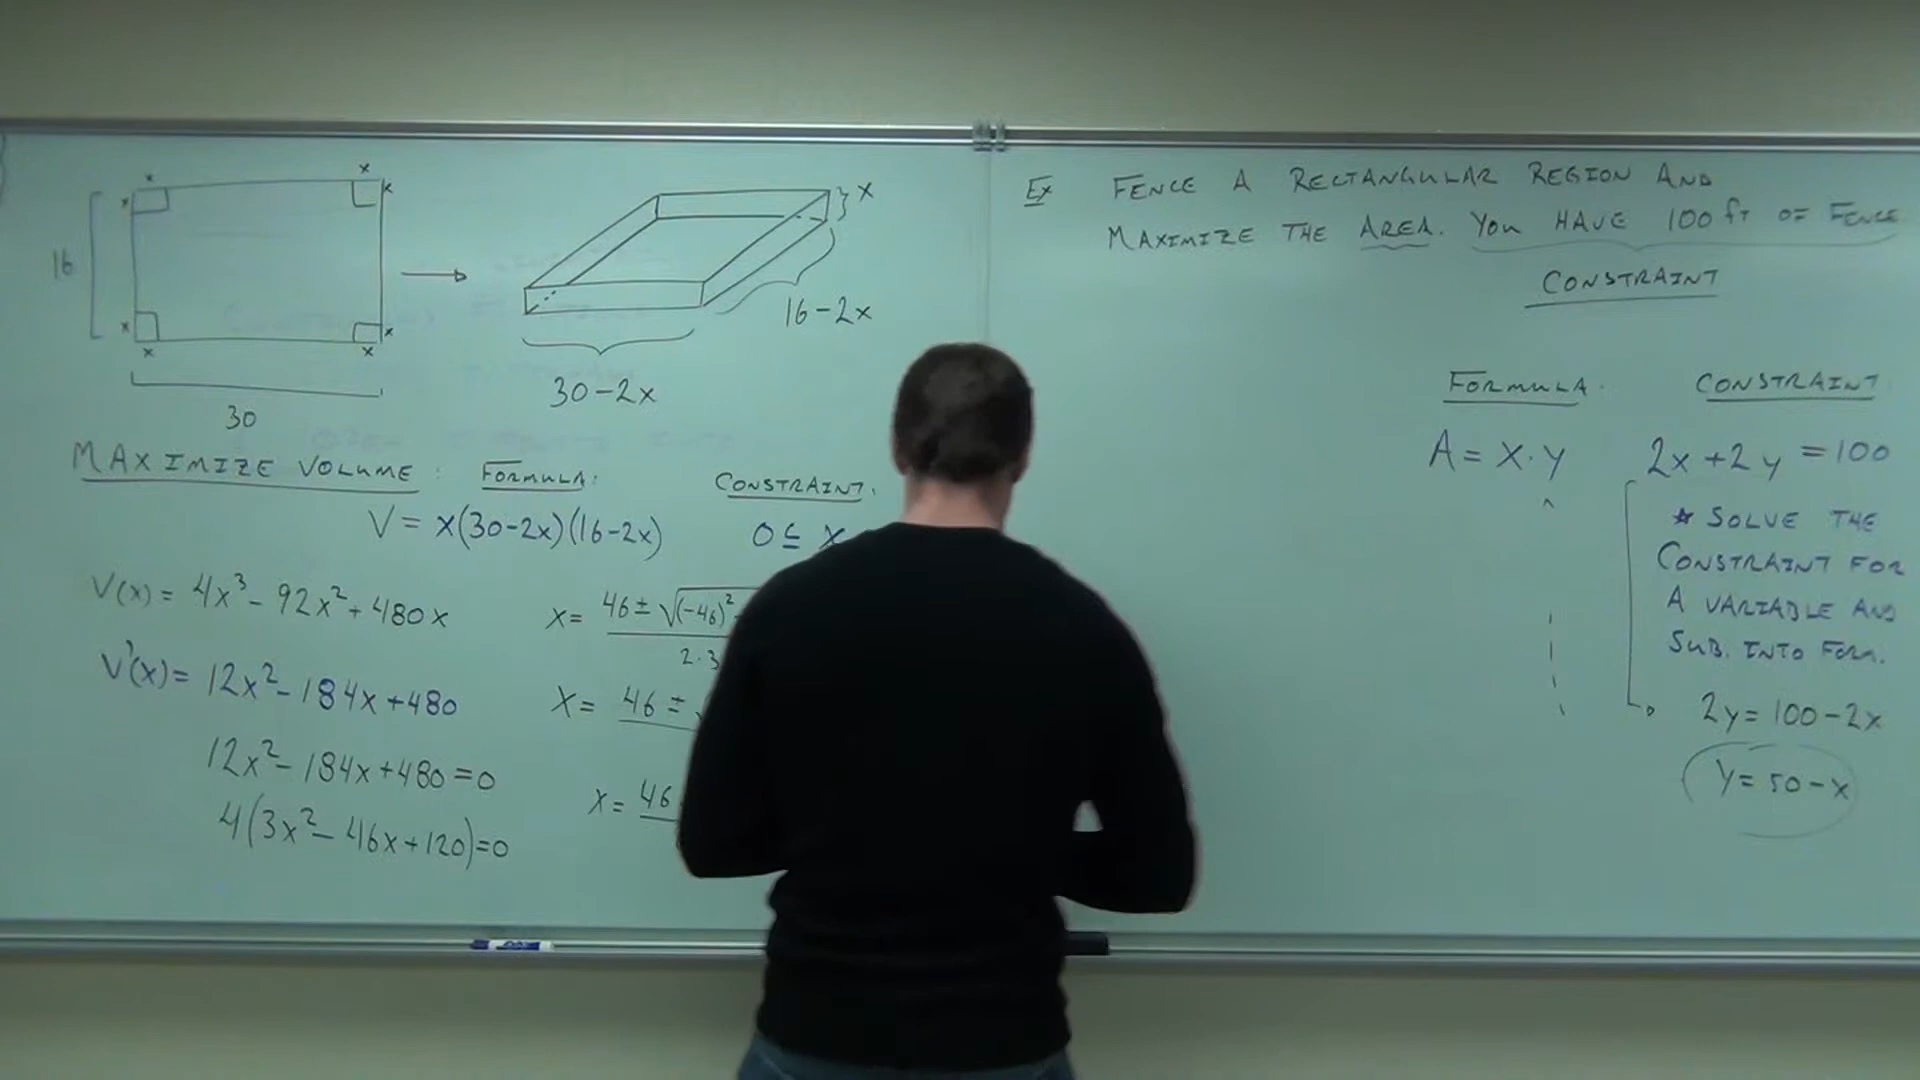 x x
x x
16
x x
x x
30
x
16-2x
30-2x
MAXIMIZE VOLUME: FORMULA: CONSTRAINT.
V = x(30-2x)(16-2x) 0 ≤ x
V(x) = 4x³ - 92x² + 480x
V'(x) = 12x² - 184x + 480
12x² - 184x + 480 = 0
4(3x² - 46x + 120) = 0
x = 46 ± √(-46)²
2·3
x = 46 ±
x = 46
Ex FENCE A RECTANGULAR REGION AND
MAXIMIZE THE AREA. YOU HAVE 100 ft OF FENCE
CONSTRAINT
FORMULA. CONSTRAINT
A = X·Y 2x + 2y = 100
* SOLVE THE
CONSTRAINT FOR
A VARIABLE AND
SUB. INTO FORM.
2y = 100 - 2x
y = 50 - x